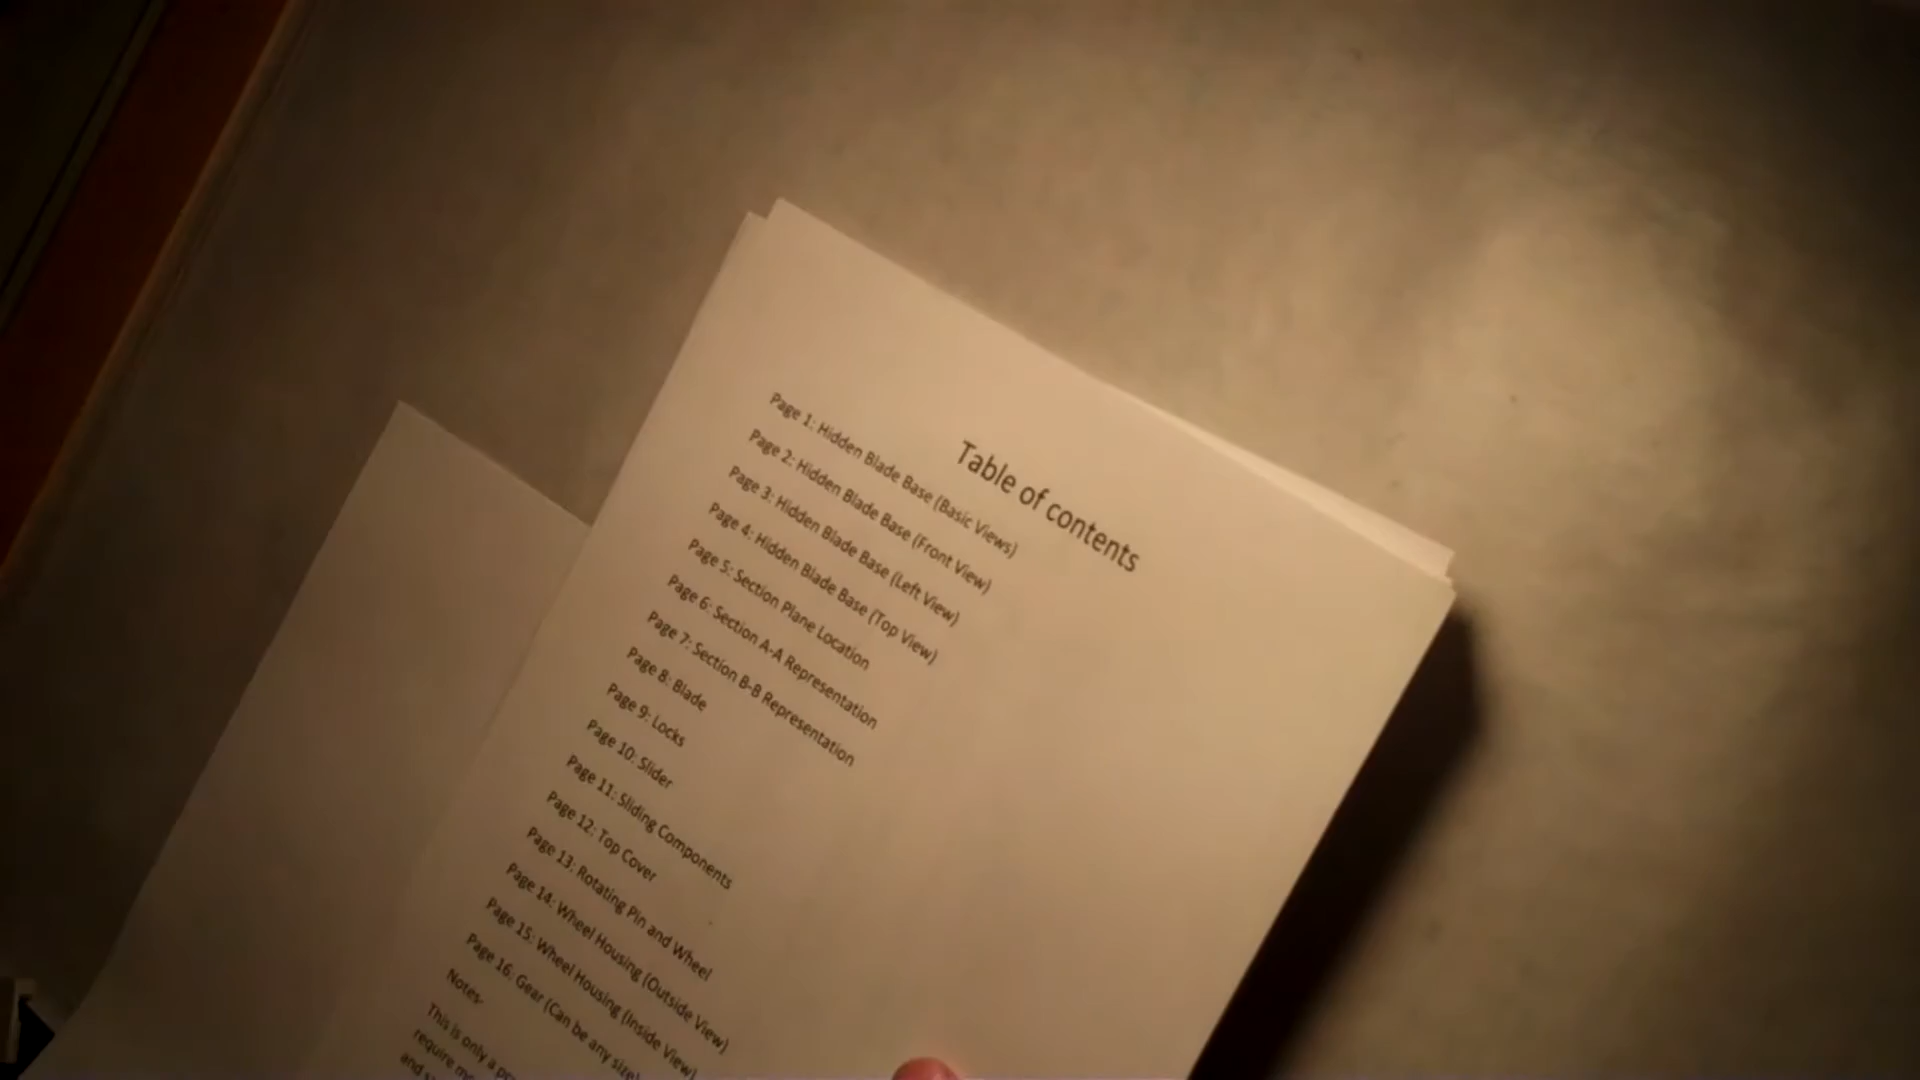 Table of contents
Page 1: Hidden Blade Base (Basic Views)
Page 2: Hidden Blade Base (Front View)
Page 3: Hidden Blade Base (Left View)
Page 4: Hidden Blade Base (Top View)
Page 5: Section Plane Location
Page 6: Section A-A Representation
Page 7: Section B-B Representation
Page 8: Blade
Page 9: Locks
Page 10: Slider
Page 11: Sliding Components
Page 12: Top Cover
Page 13: Rotating Pin and Wheel
Page 14: Wheel Housing (Outside View)
Page 15: Wheel Housing (Inside View)
Page 16: Gear (Can be any size)
Notes-
This is only a
require
and